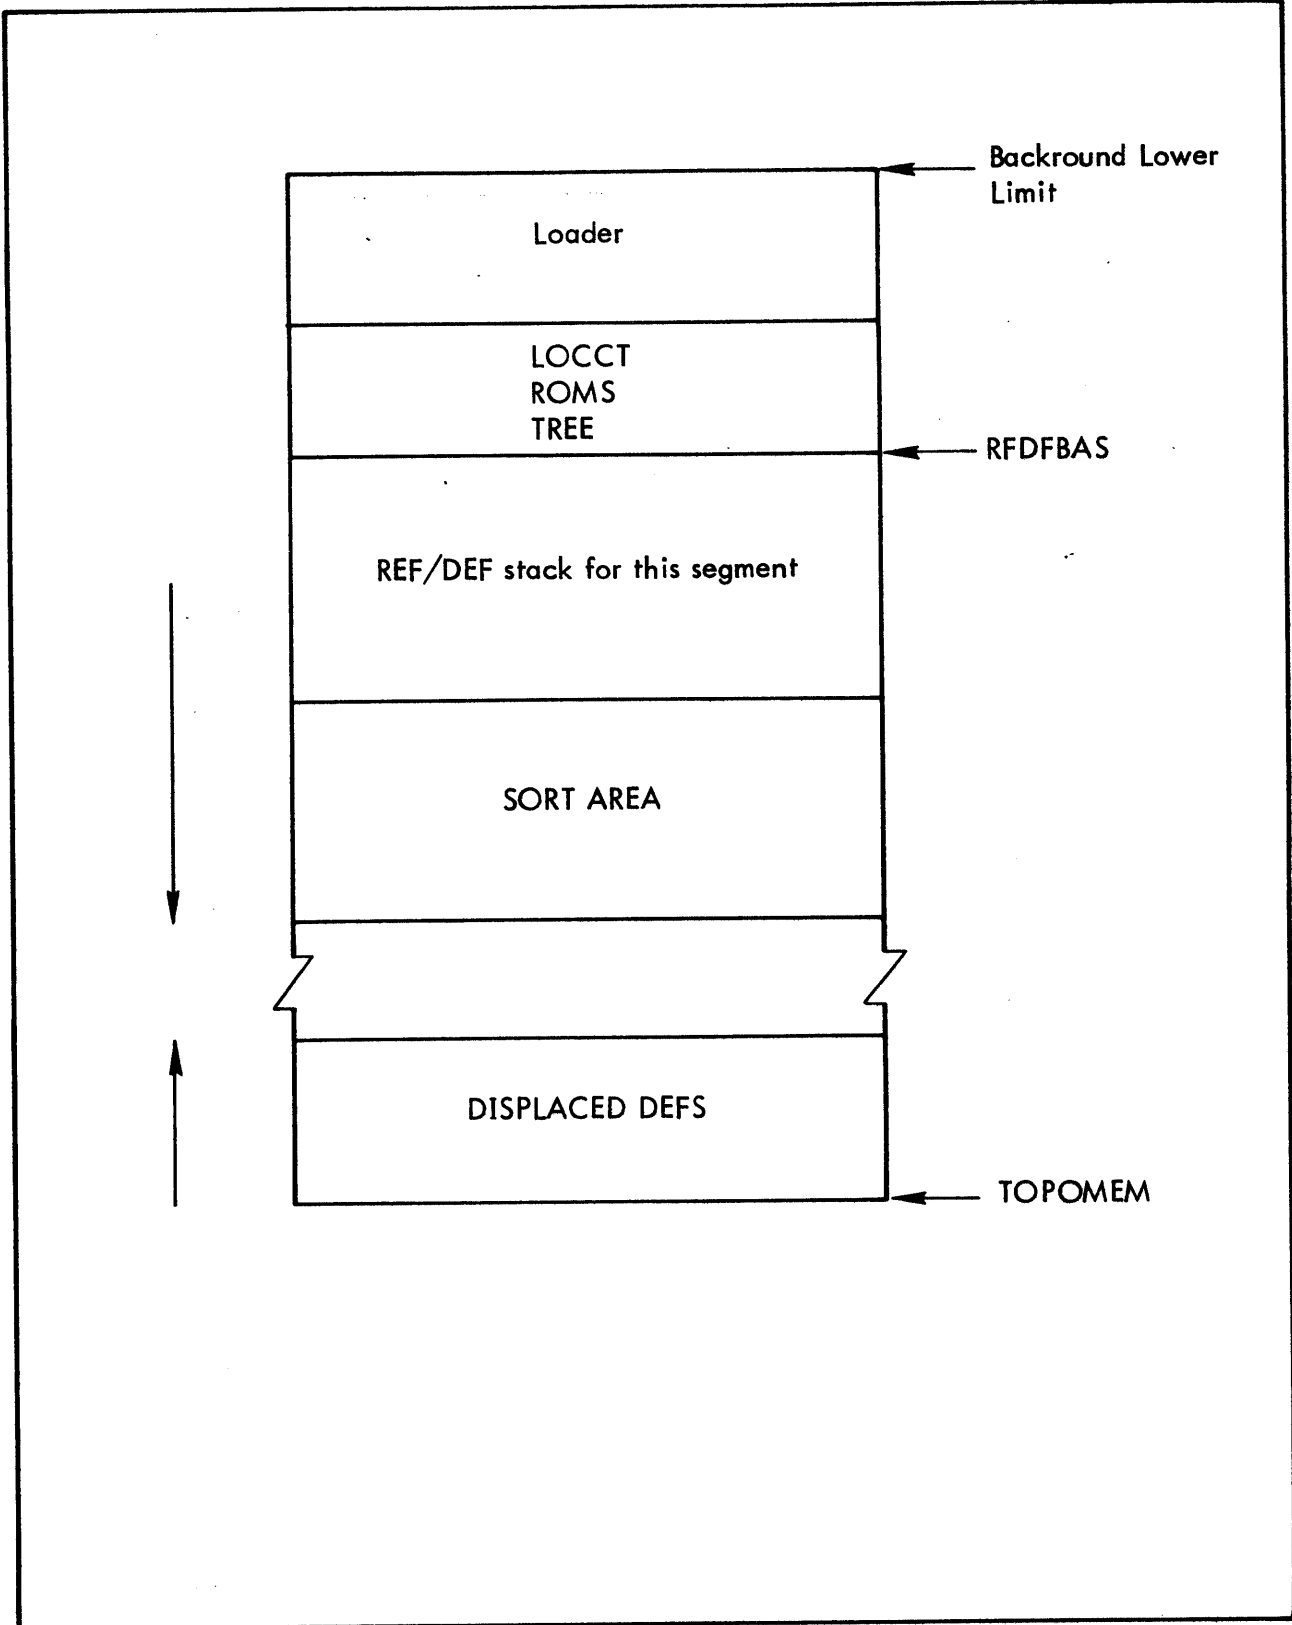 Backround Lower
Limit
Loader
LOCCT
ROMS
TREE
RFDFBAS
REF/DEF stack for this segment
SORT AREA
DISPLACED DEFS
TOPOMEM